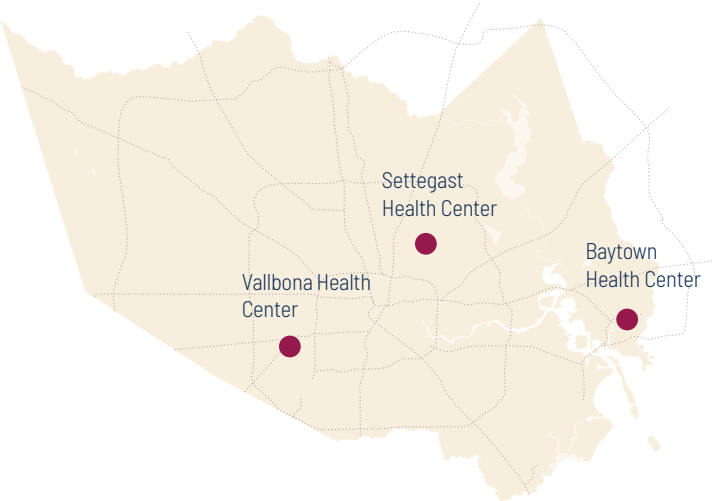 Settegast
Health Center
Baytown
Health Center
Vallbona Health
Center